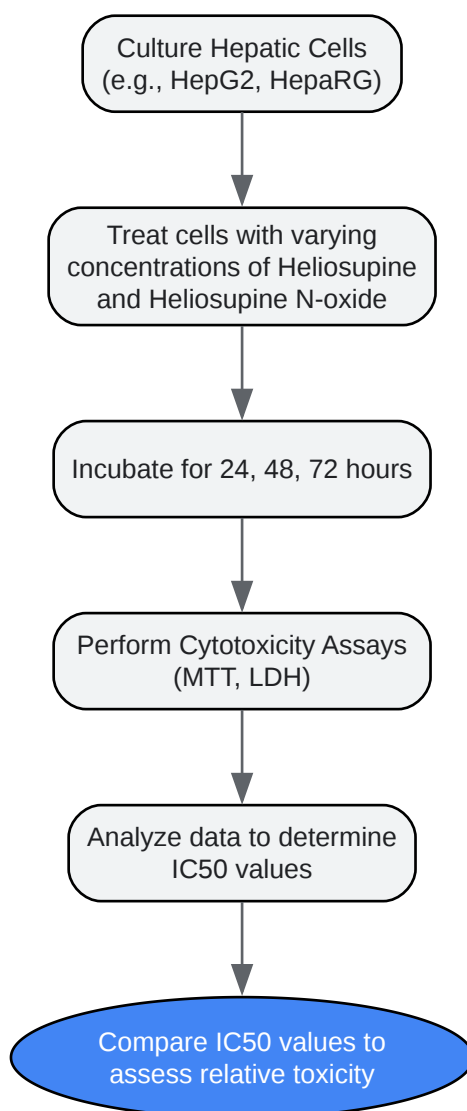 Culture Hepatic Cells
(e.g., HepG2, HepaRG)
Treat cells with varying
concentrations of Heliosupine
and Heliosupine N-oxide
Incubate for 24, 48, 72 hours
Perform Cytotoxicity Assays
(MTT, LDH)
Analyze data to determine
IC50 values
Compare IC50 values to
assess relative toxicity